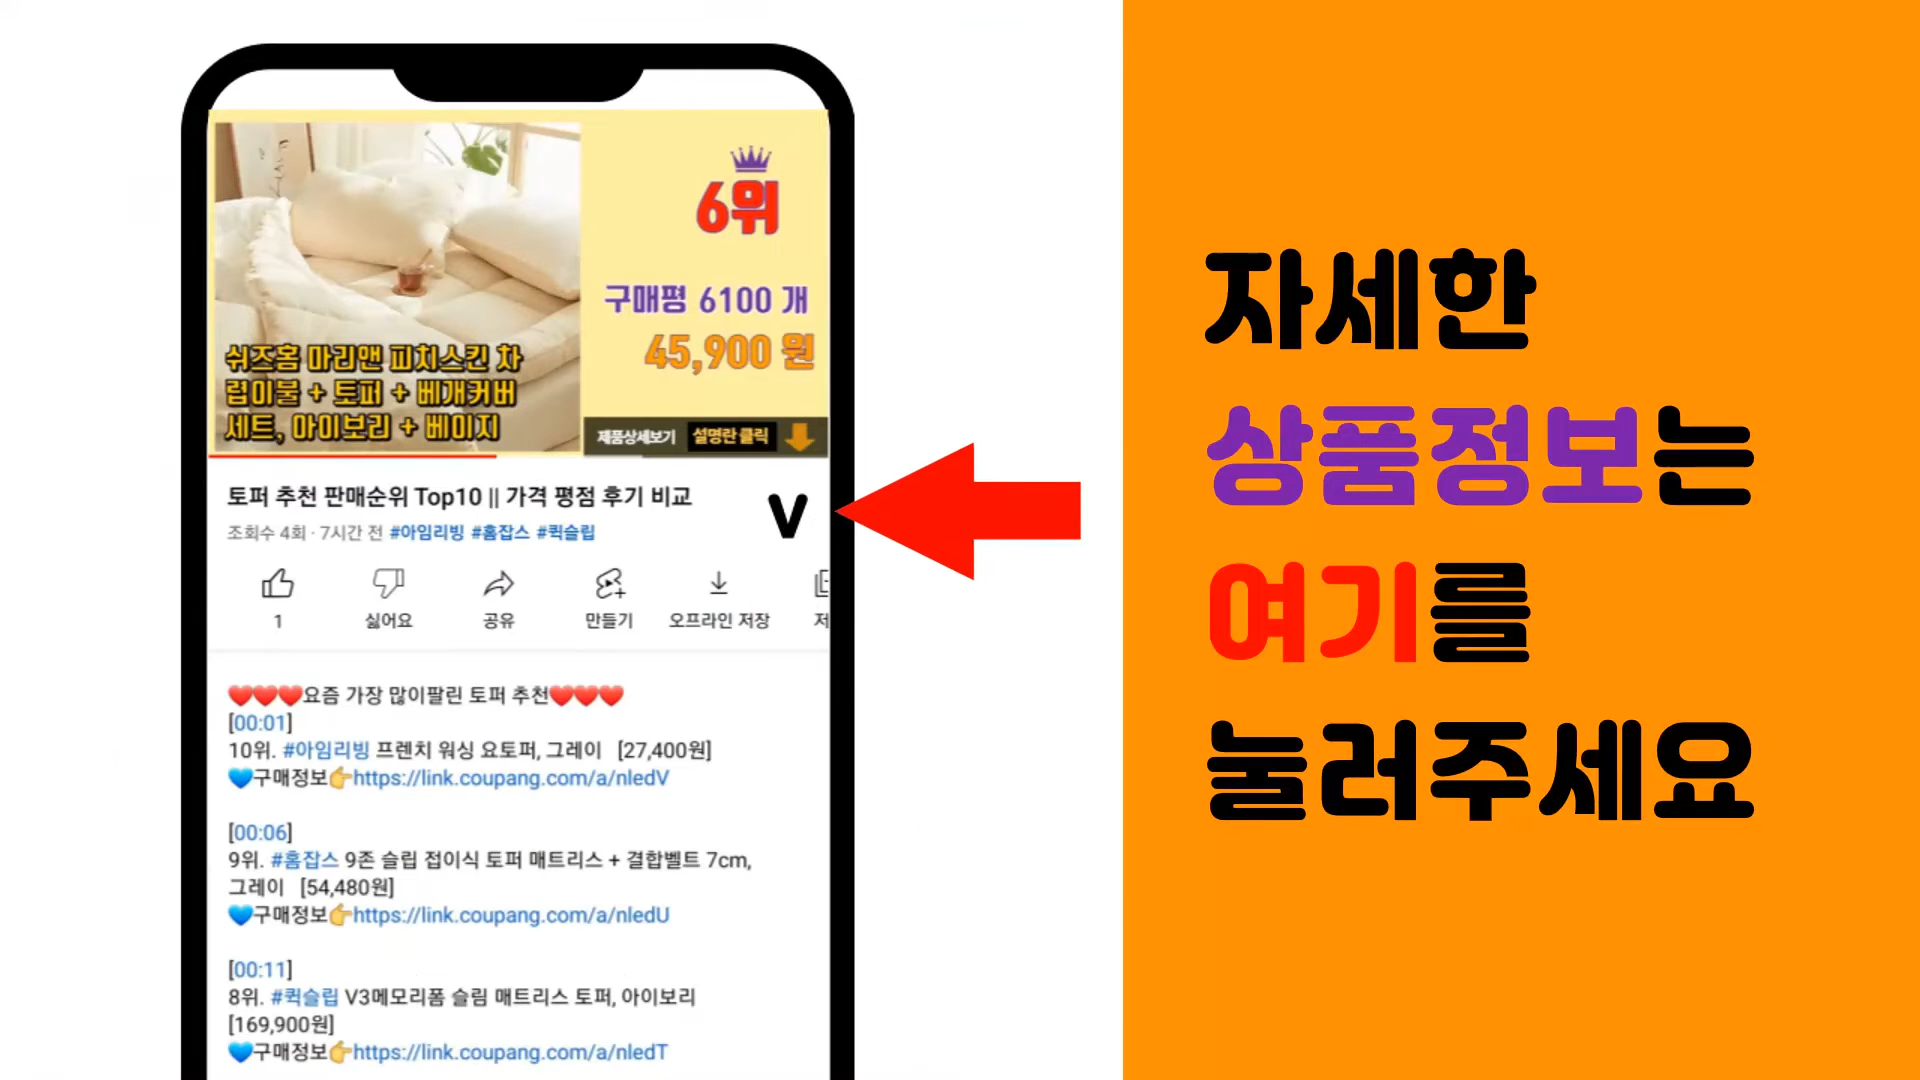 6위
구매평 6100 개
45,900 원
쉬즈홈 마리앤 피치스킨 차
렵이불 + 토퍼 + 베개커버
세트, 아이보리 + 베이지
제품상세보기 설명란 클릭
토퍼 추천 판매순위 Top10 || 가격 평점 후기 비교
V
조회수 4회 · 7시간 전 #아임리빙 #홈잡스 #퀵슬립
1 싫어요 공유 만들기 오프라인 저장 저
❤️❤️❤️요즘 가장 많이팔린 토퍼 추천❤️❤️❤️
[00:01]
10위. #아임리빙 프렌치 워싱 요토퍼, 그레이 [27,400원]
💙구매정보👉https://link.coupang.com/a/nledV
[00:06]
9위. #홈잡스 9존 슬립 접이식 토퍼 매트리스 + 결합벨트 7cm,
그레이 [54,480원]
💙구매정보👉https://link.coupang.com/a/nledU
[00:11]
8위. #퀵슬립 V3메모리폼 슬림 매트리스 토퍼, 아이보리
[169,900원]
💙구매정보👉https://link.coupang.com/a/nledT
자세한
상품정보는
여기를
눌러주세요